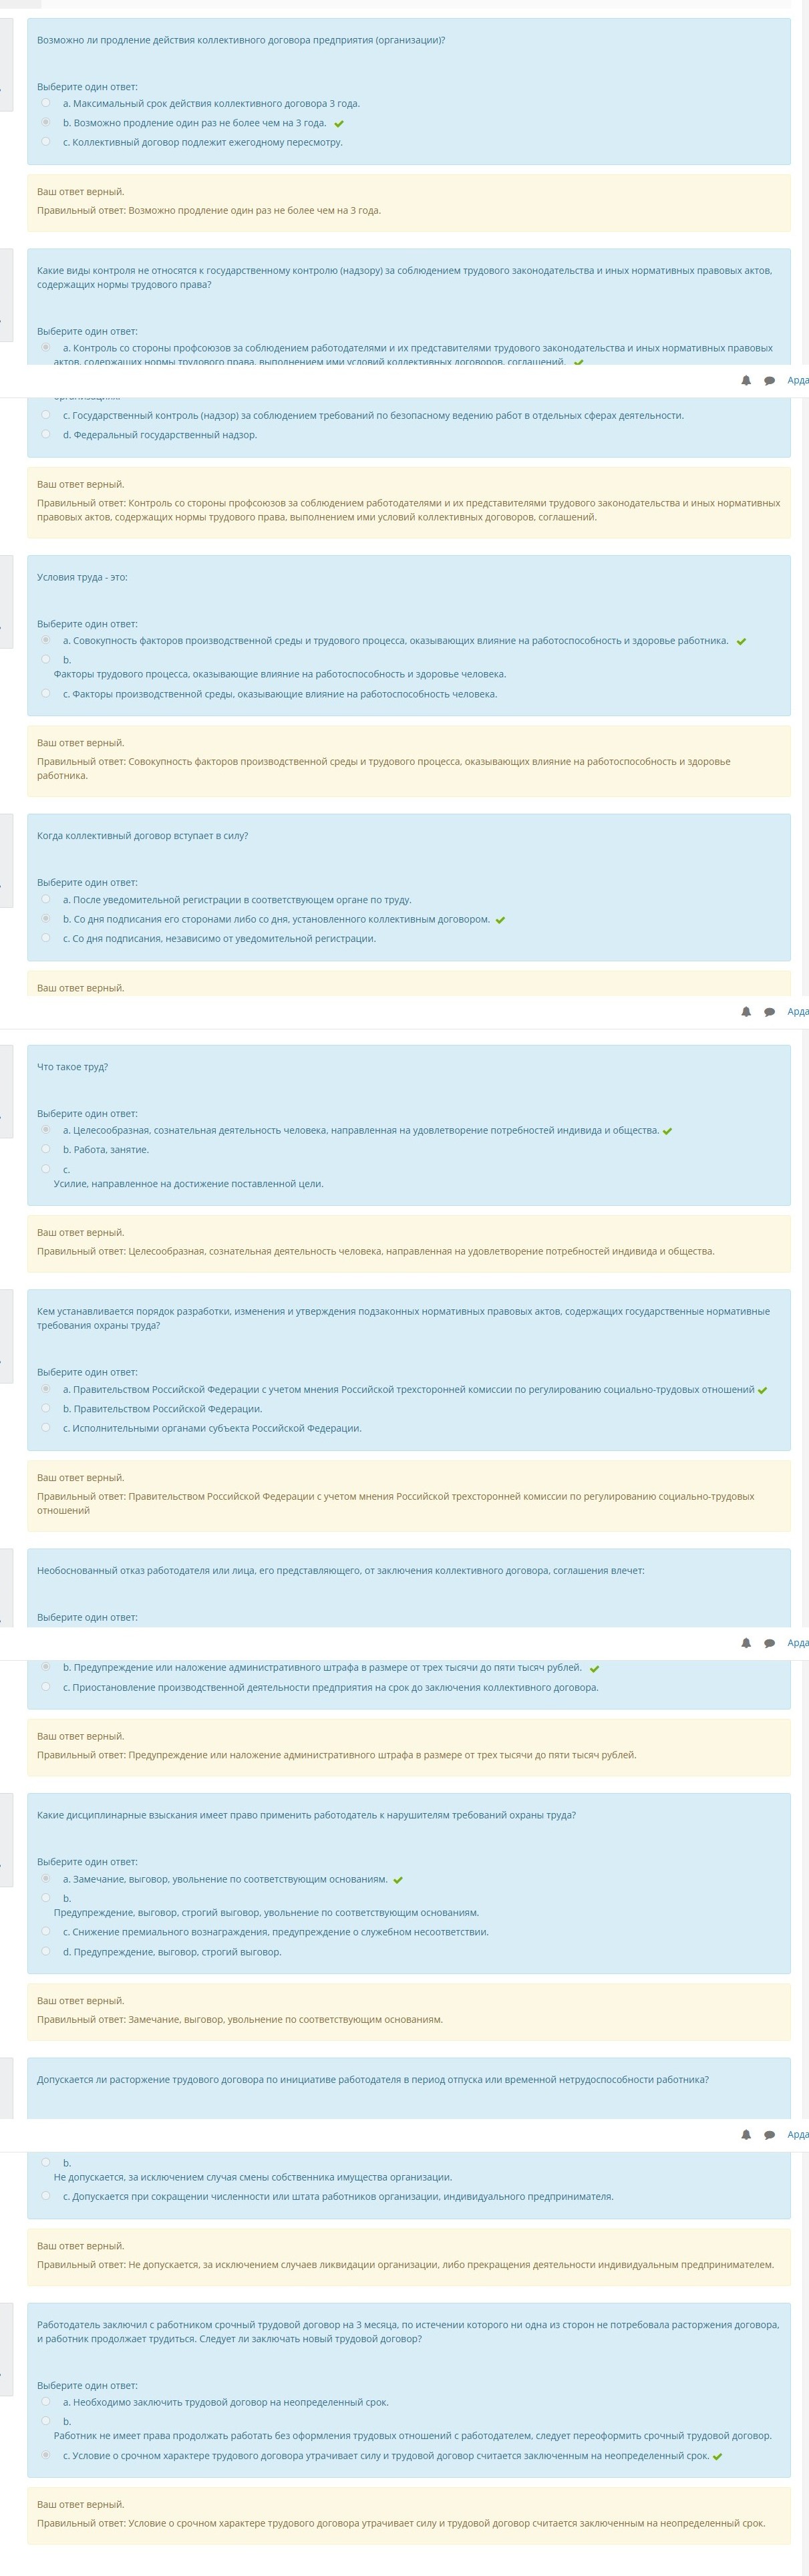 Возможно ли продление действия коллективного договора предприятия (организации)?
Выберите один ответ:
a. Максимальный срок действия коллективного договора 3 года.
b. Возможно продление один раз не более чем на 3 года.
c. Коллективный договор подлежит ежегодному пересмотру.
Ваш ответ верный.
Правильный ответ: Возможно продление один раз не более чем на 3 года.
Какие виды контроля не относятся к государственному контролю (надзору) за соблюдением трудового законодательства и иных нормативных правовых актов,
содержащих нормы трудового права?
Выберите один ответ:
a. Контроль со стороны профсоюзов за соблюдением работодателями и их представителями трудового законодательства и иных нормативных правовых
актов, содержащих нормы трудового права, выполнением ими условий коллективных договоров, соглашений.
Арда
c. Государственный контроль (надзор) за соблюдением требований по безопасному ведению работ в отдельных сферах деятельности.
d. Федеральный государственный надзор.
Ваш ответ верный.
Правильный ответ: Контроль со стороны профсоюзов за соблюдением работодателями и их представителями трудового законодательства и иных нормативных
правовых актов, содержащих нормы трудового права, выполнением ими условий коллективных договоров, соглашений.
Условия труда - это:
Выберите один ответ:
a. Совокупность факторов производственной среды и трудового процесса, оказывающих влияние на работоспособность и здоровье работника.
b.
Факторы трудового процесса, оказывающие влияние на работоспособность и здоровье человека.
c. Факторы производственной среды, оказывающие влияние на работоспособность человека.
Ваш ответ верный.
Правильный ответ: Совокупность факторов производственной среды и трудового процесса, оказывающих влияние на работоспособность и здоровье
работника.
Когда коллективный договор вступает в силу?
Выберите один ответ:
a. После уведомительной регистрации в соответствующем органе по труду.
b. Со дня подписания его сторонами либо со дня, установленного коллективным договором.
c. Со дня подписания, независимо от уведомительной регистрации.
Ваш ответ верный.
Арда
Что такое труд?
Выберите один ответ:
a. Целесообразная, сознательная деятельность человека, направленная на удовлетворение потребностей индивида и общества.
b. Работа, занятие.
c.
Усилие, направленное на достижение поставленной цели.
Ваш ответ верный.
Правильный ответ: Целесообразная, сознательная деятельность человека, направленная на удовлетворение потребностей индивида и общества.
Кем устанавливается порядок разработки, изменения и утверждения подзаконных нормативных правовых актов, содержащих государственные нормативные
требования охраны труда?
Выберите один ответ:
a. Правительством Российской Федерации с учетом мнения Российской трехсторонней комиссии по регулированию социально-трудовых отношений
b. Правительством Российской Федерации.
c. Исполнительными органами субъекта Российской Федерации.
Ваш ответ верный.
Правильный ответ: Правительством Российской Федерации с учетом мнения Российской трехсторонней комиссии по регулированию социально-трудовых
отношений
Необоснованный отказ работодателя или лица, его представляющего, от заключения коллективного договора, соглашения влечет:
Выберите один ответ:
Арда
b. Предупреждение или наложение административного штрафа в размере от трех тысячи до пяти тысяч рублей.
c. Приостановление производственной деятельности предприятия на срок до заключения коллективного договора.
Ваш ответ верный.
Правильный ответ: Предупреждение или наложение административного штрафа в размере от трех тысячи до пяти тысяч рублей.
Какие дисциплинарные взыскания имеет право применить работодатель к нарушителям требований охраны труда?
Выберите один ответ:
a. Замечание, выговор, увольнение по соответствующим основаниям.
b.
Предупреждение, выговор, строгий выговор, увольнение по соответствующим основаниям.
c. Снижение премиального вознаграждения, предупреждение о служебном несоответствии.
d. Предупреждение, выговор, строгий выговор.
Ваш ответ верный.
Правильный ответ: Замечание, выговор, увольнение по соответствующим основаниям.
Допускается ли расторжение трудового договора по инициативе работодателя в период отпуска или временной нетрудоспособности работника?
Арда
b.
Не допускается, за исключением случая смены собственника имущества организации.
c. Допускается при сокращении численности или штата работников организации, индивидуального предпринимателя.
Ваш ответ верный.
Правильный ответ: Не допускается, за исключением случаев ликвидации организации, либо прекращения деятельности индивидуальным предпринимателем.
Работодатель заключил с работником срочный трудовой договор на 3 месяца, по истечении которого ни одна из сторон не потребовала расторжения договора,
и работник продолжает трудиться. Следует ли заключать новый трудовой договор?
Выберите один ответ:
a. Необходимо заключить трудовой договор на неопределенный срок.
b.
Работник не имеет права продолжать работать без оформления трудовых отношений с работодателем, следует переоформить срочный трудовой договор.
c. Условие о срочном характере трудового договора утрачивает силу и трудовой договор считается заключенным на неопределенный срок.
Ваш ответ верный.
Правильный ответ: Условие о срочном характере трудового договора утрачивает силу и трудовой договор считается заключенным на неопределенный срок.